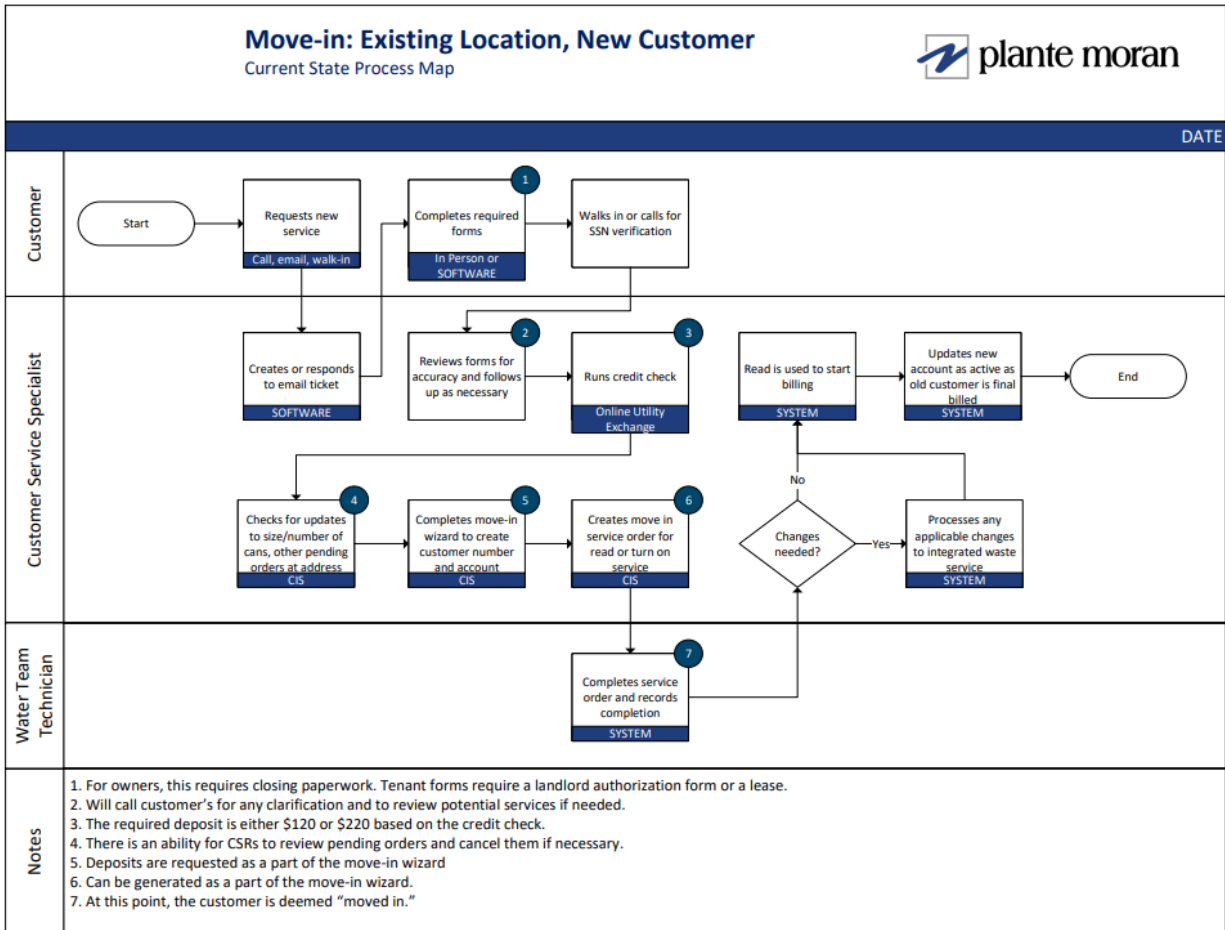 Move-in: Existing Location, New Customer
Current State Process Map
plante moran
DATE
Customer
Start
Requests new
service
Call, email, walk-in
1
Completes required
forms
In Person or
SOFTWARE
Walks in or calls for
SSN verification
Customer Service Specialist
Creates or responds
to email ticket
SOFTWARE
2
Reviews forms for
accuracy and follows
up as necessary
3
Runs credit check
Online Utility
Exchange
Read is used to start
billing
SYSTEM
Updates new
account as active as
old customer is final
billed
SYSTEM
End
4
Checks for updates
to size/number of
cans, other pending
orders at address
CIS
5
Completes move-in
wizard to create
customer number
and account
CIS
6
Creates move in
service order for
read or turn on
service
CIS
No
Changes
needed?
Yes
Processes any
applicable changes
to integrated waste
service
SYSTEM
Water Team
Technician
7
Completes service
order and records
completion
SYSTEM
Notes
1. For owners, this requires closing paperwork. Tenant forms require a landlord authorization form or a lease.
2. Will call customer’s for any clarification and to review potential services if needed.
3. The required deposit is either $120 or $220 based on the credit check.
4. There is an ability for CSRs to review pending orders and cancel them if necessary.
5. Deposits are requested as a part of the move-in wizard
6. Can be generated as a part of the move-in wizard.
7. At this point, the customer is deemed “moved in.”